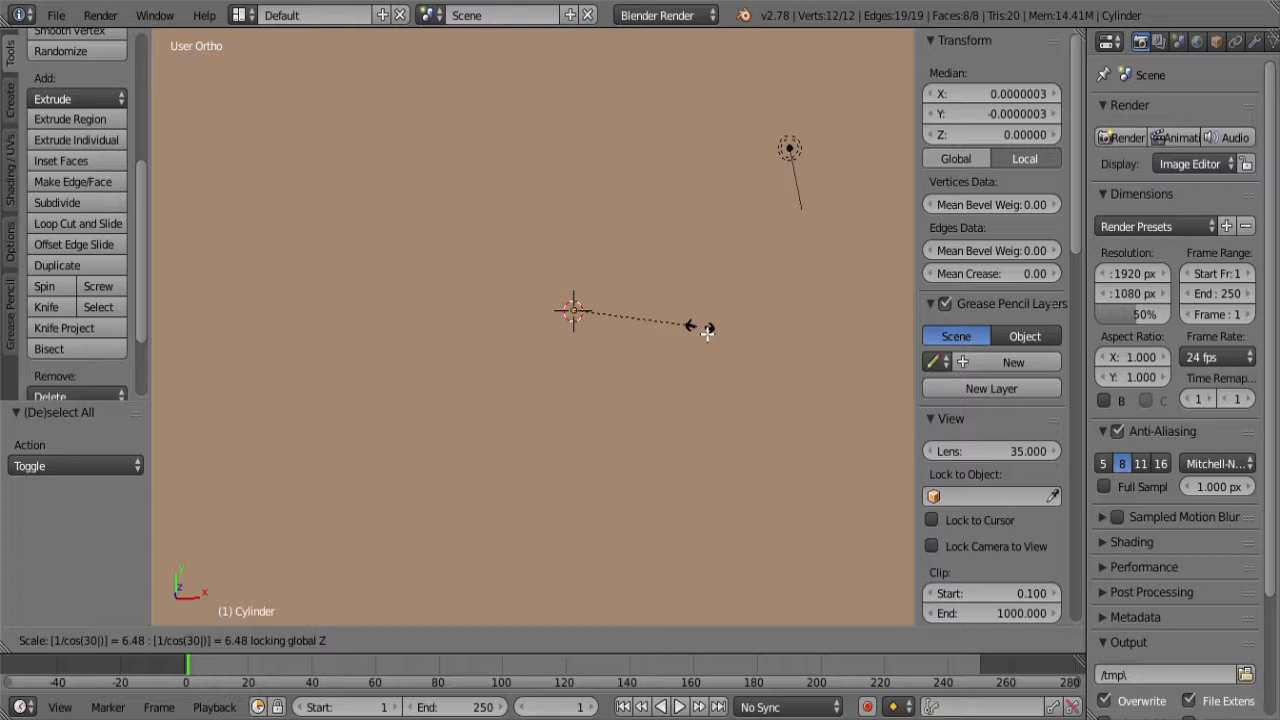 File Render Window Help Default Scene Blender Render v2.78 | Verts:12/12 | Edges:19/19 | Faces:8/8 | Tris:20 | Mem:14.41M | Cylinder
Smooth Vertex
Randomize
Add:
Extrude
Extrude Region
Extrude Individual
Inset Faces
Make Edge/Face
Subdivide
Loop Cut and Slide
Offset Edge Slide
Duplicate
Spin Screw
Knife Select
Knife Project
Bisect
Remove:
Delete
Tools
Create
Shading / UVs
Options
Grease Pencil
(De)select All
Action
Toggle
User Ortho
y
z
x
(1) Cylinder
Transform
Median:
X: 0.0000003
Y: -0.0000003
Z: 0.00000
Global Local
Vertices Data:
Mean Bevel Weig: 0.00
Edges Data:
Mean Bevel Weig: 0.00
Mean Crease: 0.00
Grease Pencil Layers
Scene Object
New
New Layer
View
Lens: 35.000
Lock to Object:
Lock to Cursor
Lock Camera to View
Clip:
Start: 0.100
End: 1000.000
Scene
Render
Render Animati Audio
Display: Image Editor
Dimensions
Render Presets
Resolution: Frame Range:
:1920 px Start Fr: 1
:1080 px End : 250
50% Frame : 1
Aspect Ratio: Frame Rate:
X: 1.000 24 fps
Y: 1.000 Time Remap...
B C 1 1
Anti-Aliasing
5 8 11 16 Mitchell-N...
Full Sampl 1.000 px
Sampled Motion Blur
Shading
Performance
Post Processing
Metadata
Output
/tmp\
Overwrite File Extens
Scale: [1/cos(30|)] = 6.48 : [1/cos(30|)] = 6.48 locking global Z
-40 -20 0 20 40 60 80 100 120 140 160 180 200 220 240 260 280
View Marker Frame Playback Start: 1 End: 250 1 No Sync